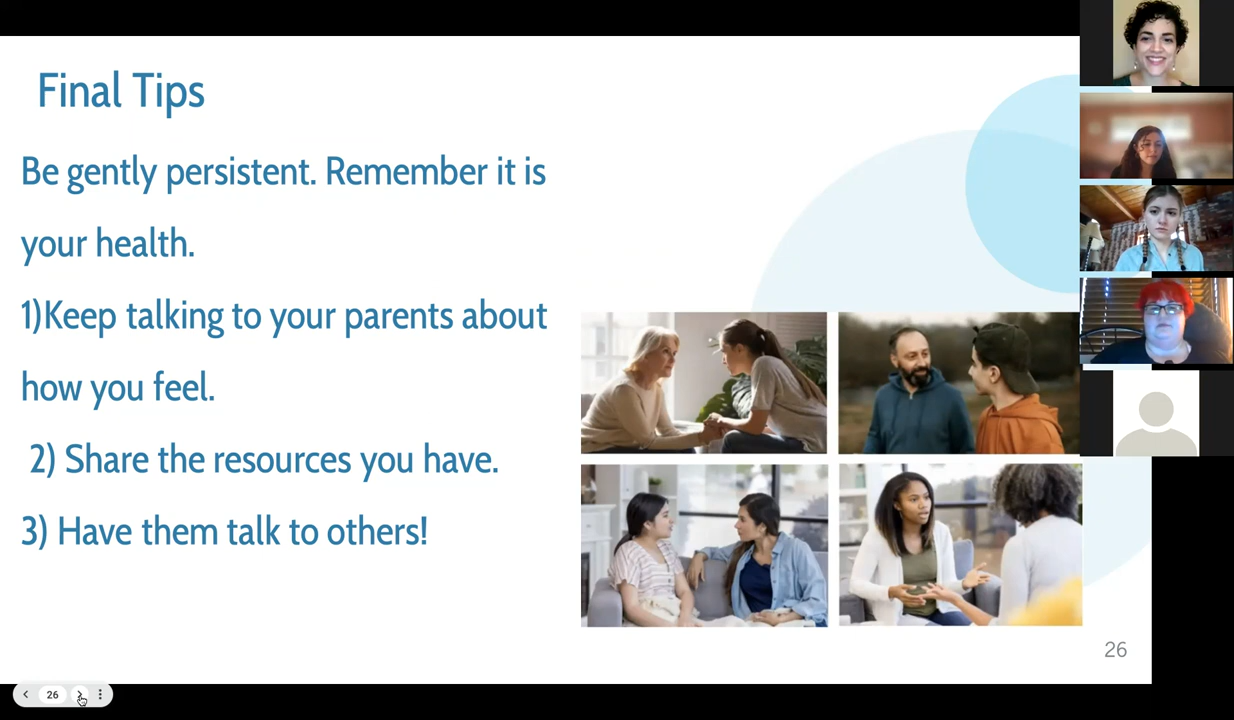 Final Tips
Be gently persistent. Remember it is
your health.
1)Keep talking to your parents about
how you feel.
2) Share the resources you have.
3) Have them talk to others!
26
26